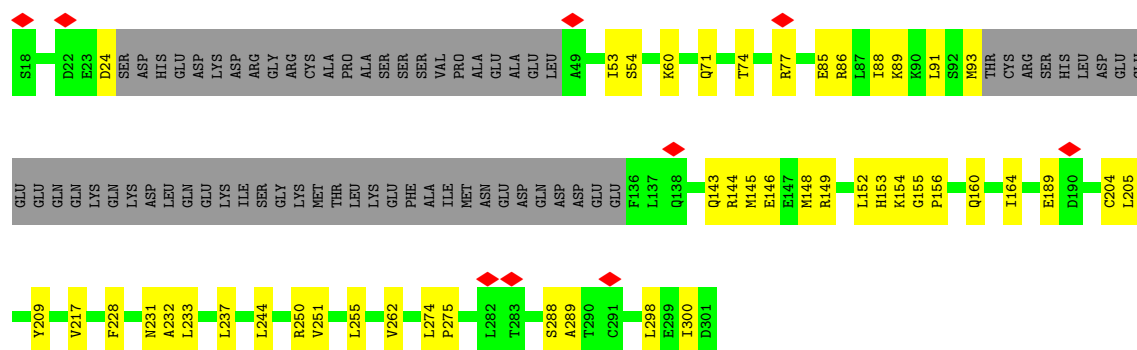 S18 D22 E23 D24 SER ASP HIS GLU ASP LYS ASP ARG GLY ARG CYS ALA PRO ALA SER SER SER VAL PRO ALA GLU ALA GLU LEU A49 I53 S54 K60 Q71 T74 R77 E85 R86 L87 I88 K89 K90 L91 S92 M93 THR CYS ARG SER HIS LEU ASP GLU
GLU GLU GLN GLN LYS GLN LYS ASP LEU GLN GLU LYS ILE SER GLY LYS MET THR LEU LYS GLU PHE ALA ILE MET ASN GLU ASP GLN ASP ASP GLU GLU F136 L137 Q138 Q143 R144 M145 E146 E147 M148 R149 L152 H153 K154 G155 P156 Q160 I164 E189 D190 C204 L205
Y209 V217 F228 N231 A232 L233 L237 L244 R250 V251 L255 V262 L274 P275 L282 T283 S288 A289 T290 C291 L298 E299 I300 D301